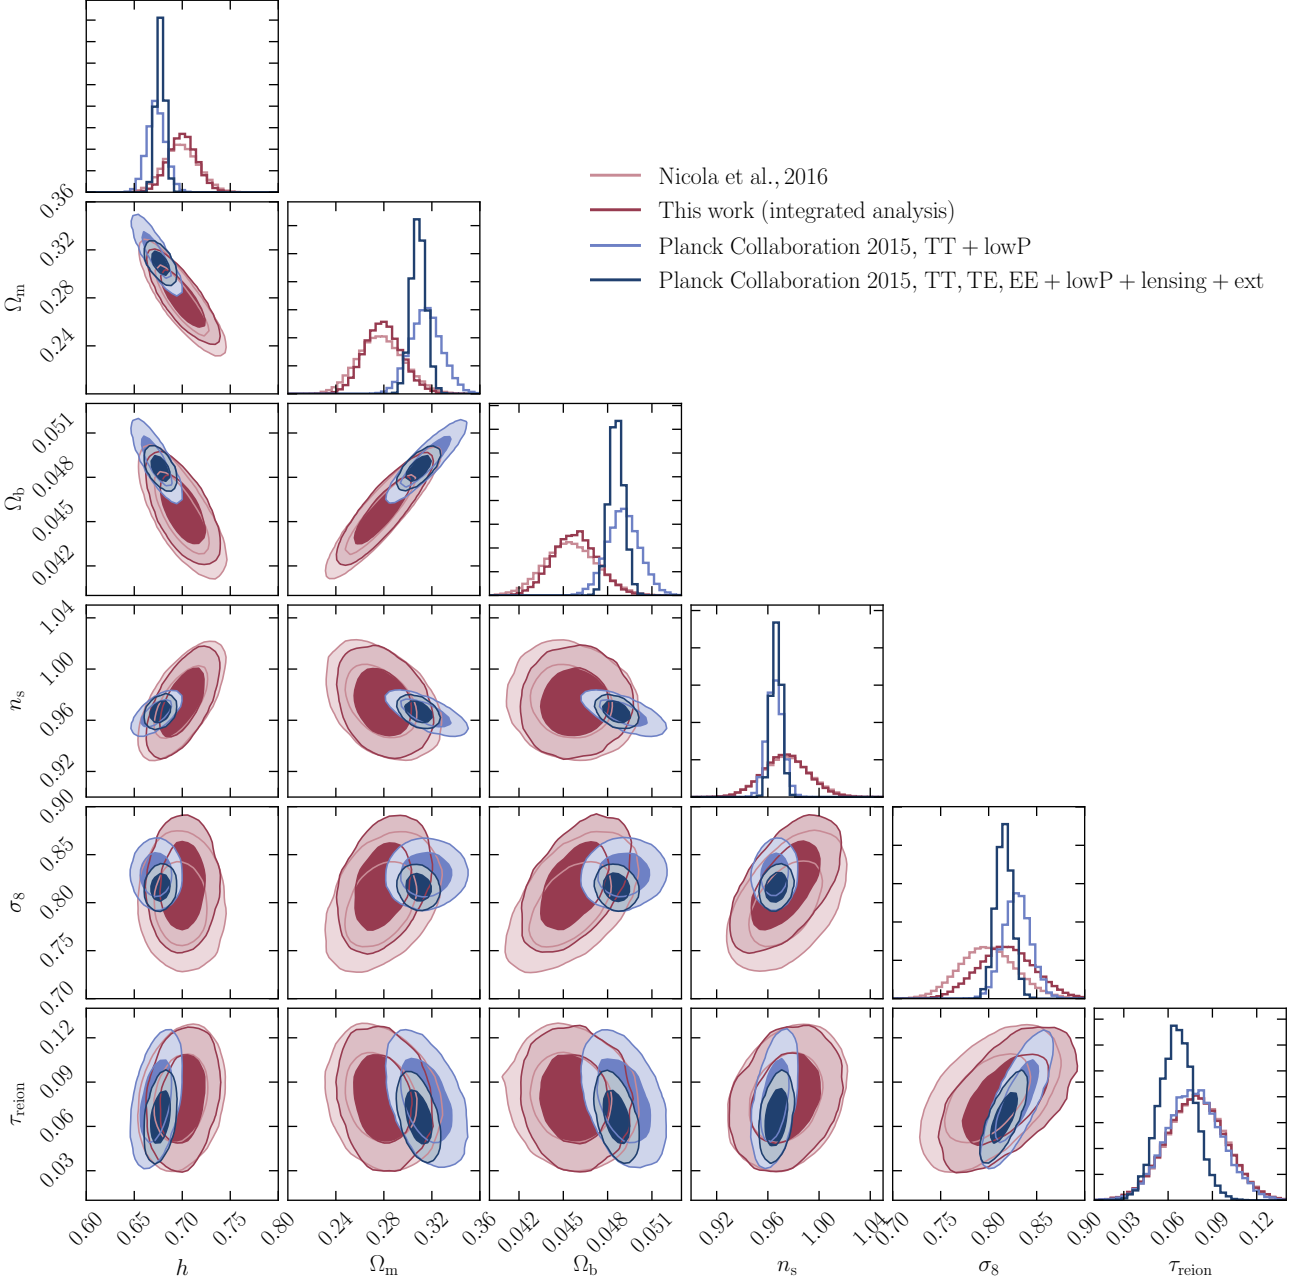 Nicola et al., 2016
This work (integrated analysis)
Planck Collaboration 2015, TT + lowP
Planck Collaboration 2015, TT, TE, EE + lowP + lensing + ext
0.36
0.32
0.28
0.24
Ωm
0.051
0.048
0.045
0.042
Ωb
1.04
1.00
0.96
0.92
ns
0.90
0.85
0.80
0.75
0.70
σ8
0.12
0.09
0.06
0.03
τreion
0.60 0.65 0.70 0.75 0.80
0.24 0.28 0.32 0.36
0.042 0.045 0.048 0.051
0.92 0.96 1.00 1.04
0.70 0.75 0.80 0.85 0.90
0.03 0.06 0.09 0.12
h Ωm Ωb ns σ8 τreion